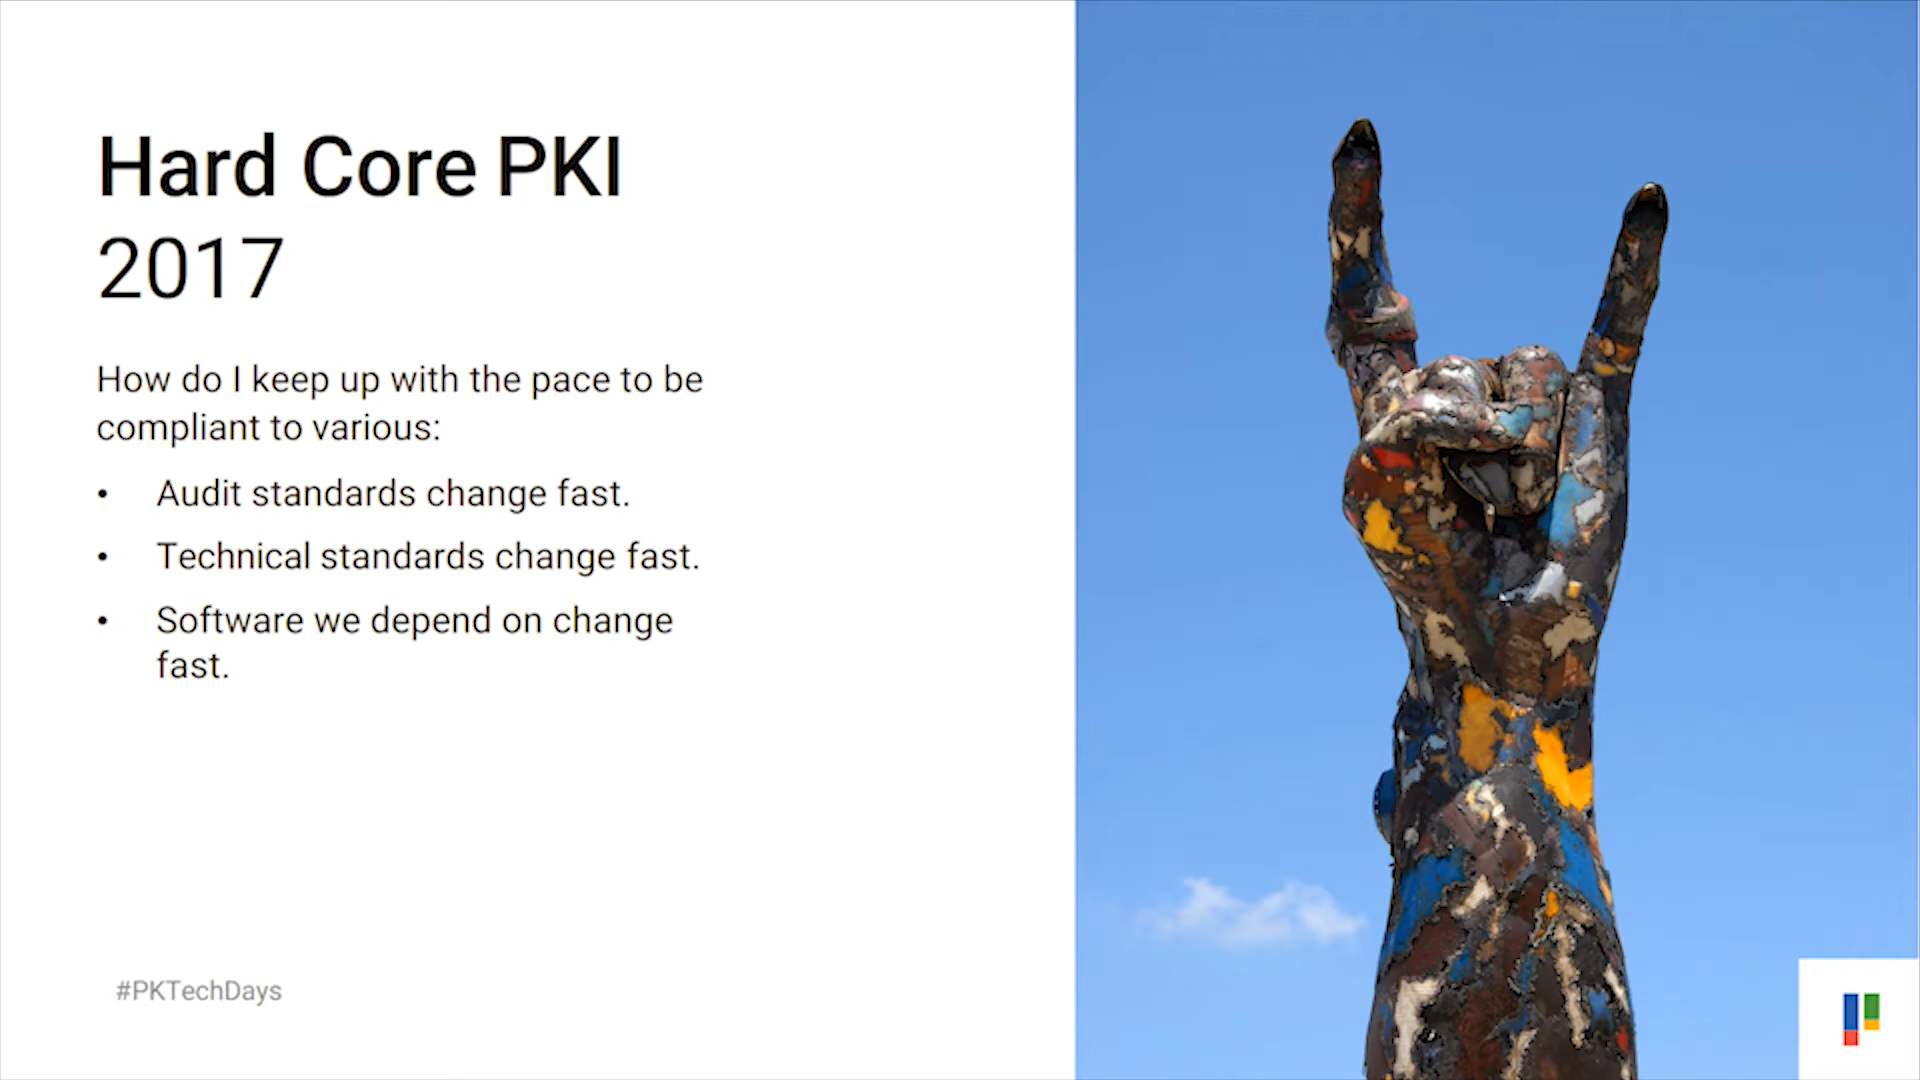 Hard Core PKI
2017
How do I keep up with the pace to be
compliant to various:
• Audit standards change fast.
• Technical standards change fast.
• Software we depend on change
fast.
#PKTechDays